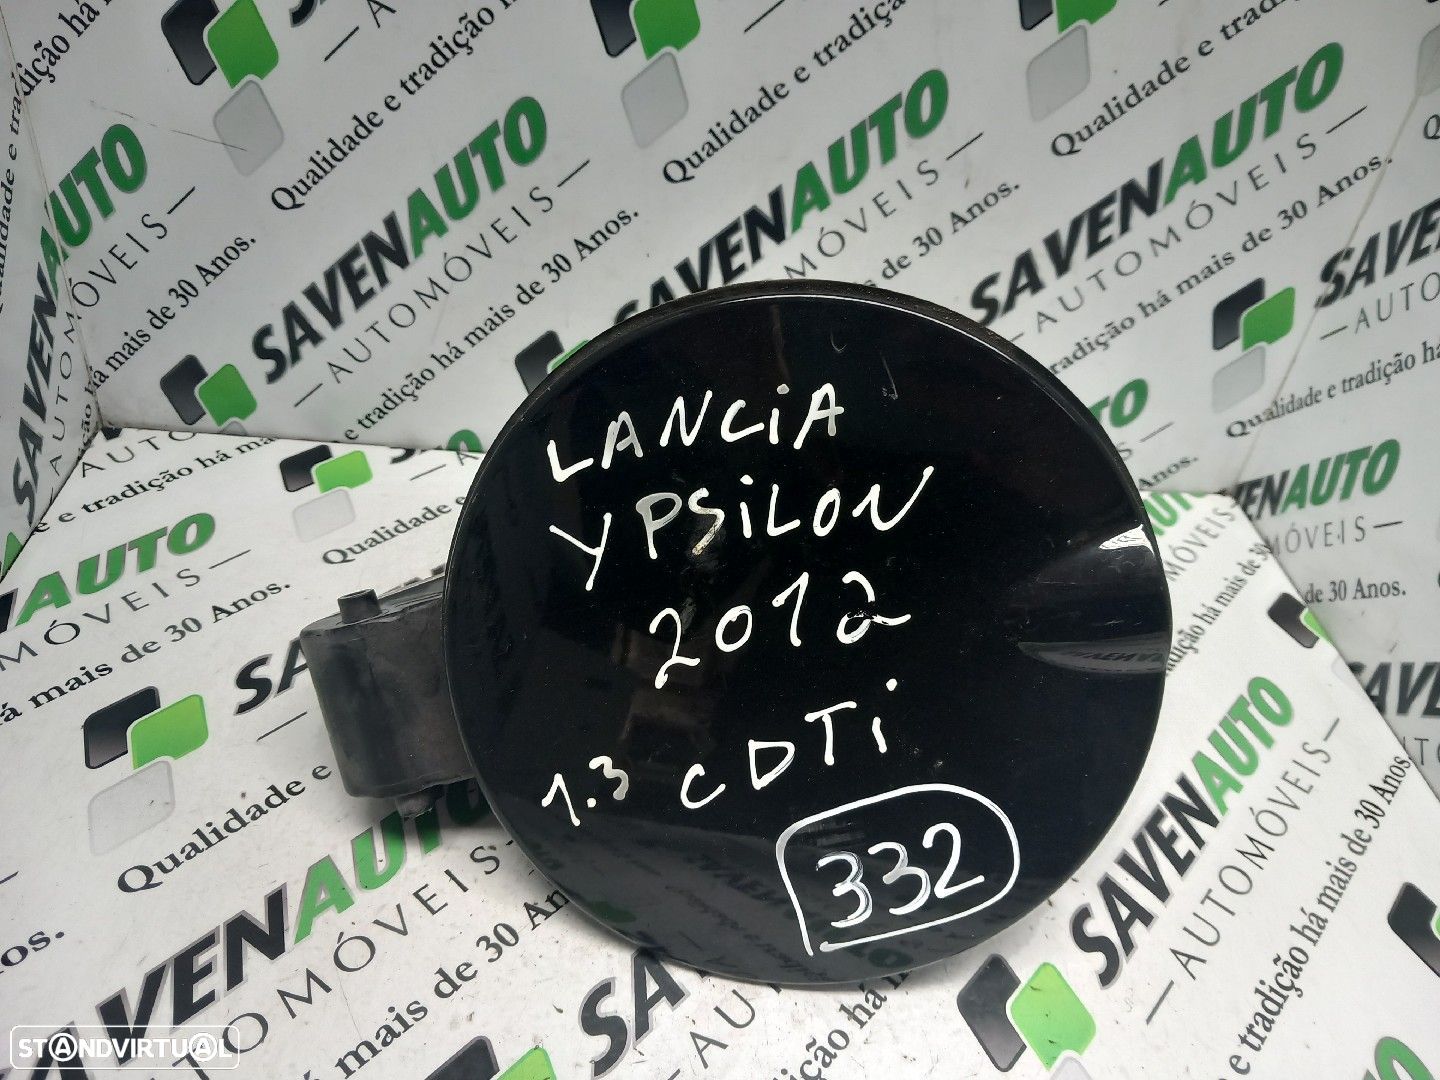 LANCiA
YPSiLON
2012
1.3 CDTi
332
SAVENAUTO
— AUTOMÓVEIS —
Qualidade e tradição há mais de 30 Anos.
STANDVIRTUAL